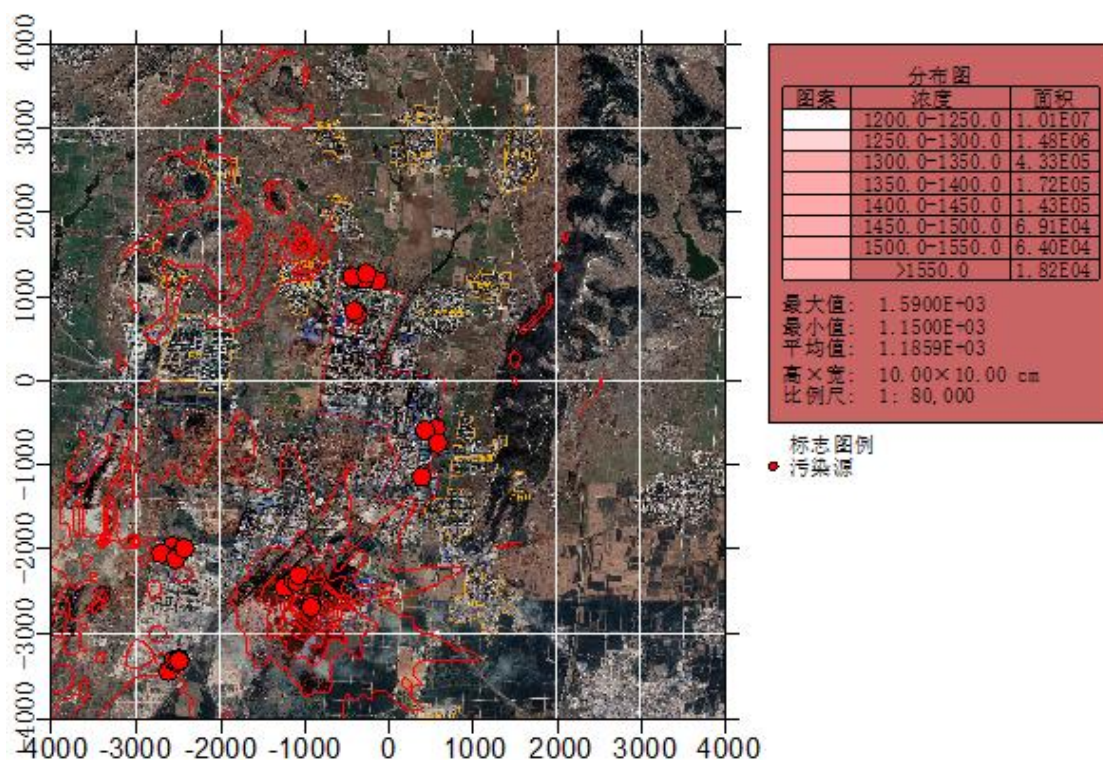 4000
3000
2000
1000
0
-1000
-2000
-3000
-4000
-4000 -3000 -2000 -1000 0 1000 2000 3000 4000
分布图
图案 浓度 面积
1200.0-1250.0 1.01E07
1250.0-1300.0 1.48E06
1300.0-1350.0 4.33E05
1350.0-1400.0 1.72E05
1400.0-1450.0 1.43E05
1450.0-1500.0 6.91E04
1500.0-1550.0 6.40E04
>1550.0 1.82E04
最大值: 1.5900E+03
最小值: 1.1500E+03
平均值: 1.1859E+03
高×宽: 10.00×10.00 cm
比例尺: 1: 80,000
标志图例
污染源